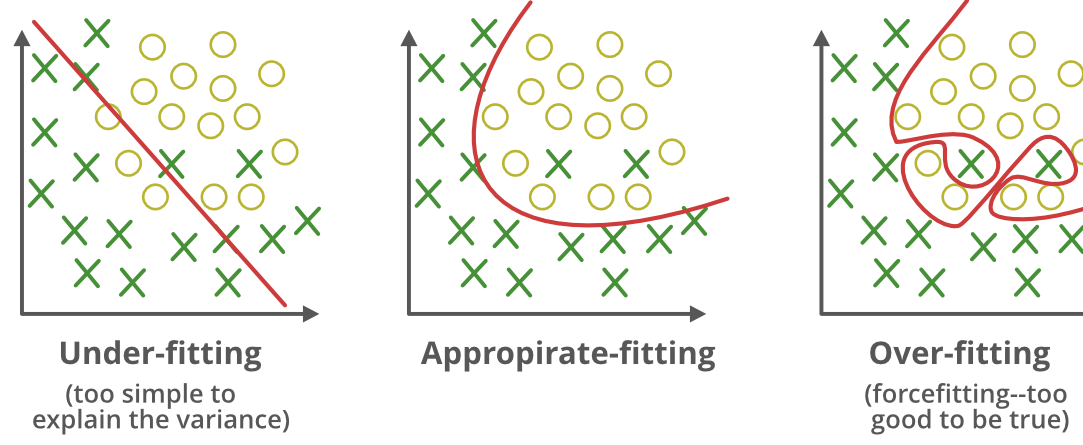 Under-fitting
(too simple to
explain the variance)
Appropirate-fitting
Over-fitting
(forcefitting--too
good to be true)